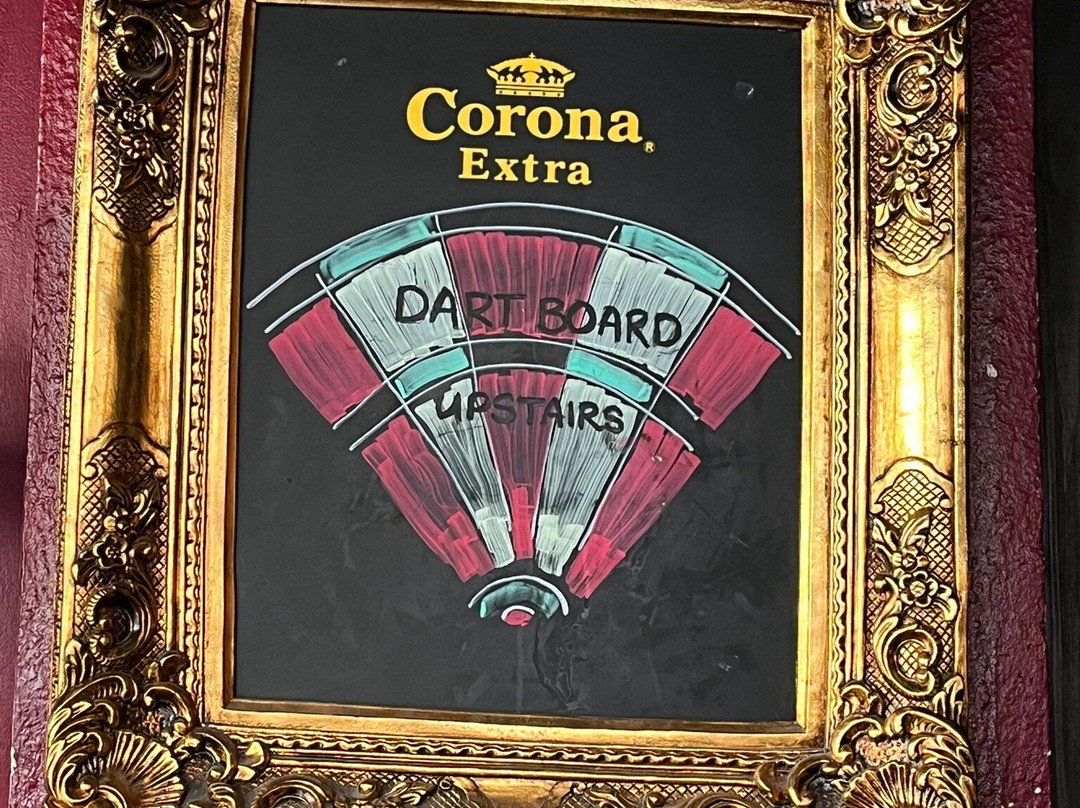 Corona®
Extra
DART BOARD
UPSTAIRS